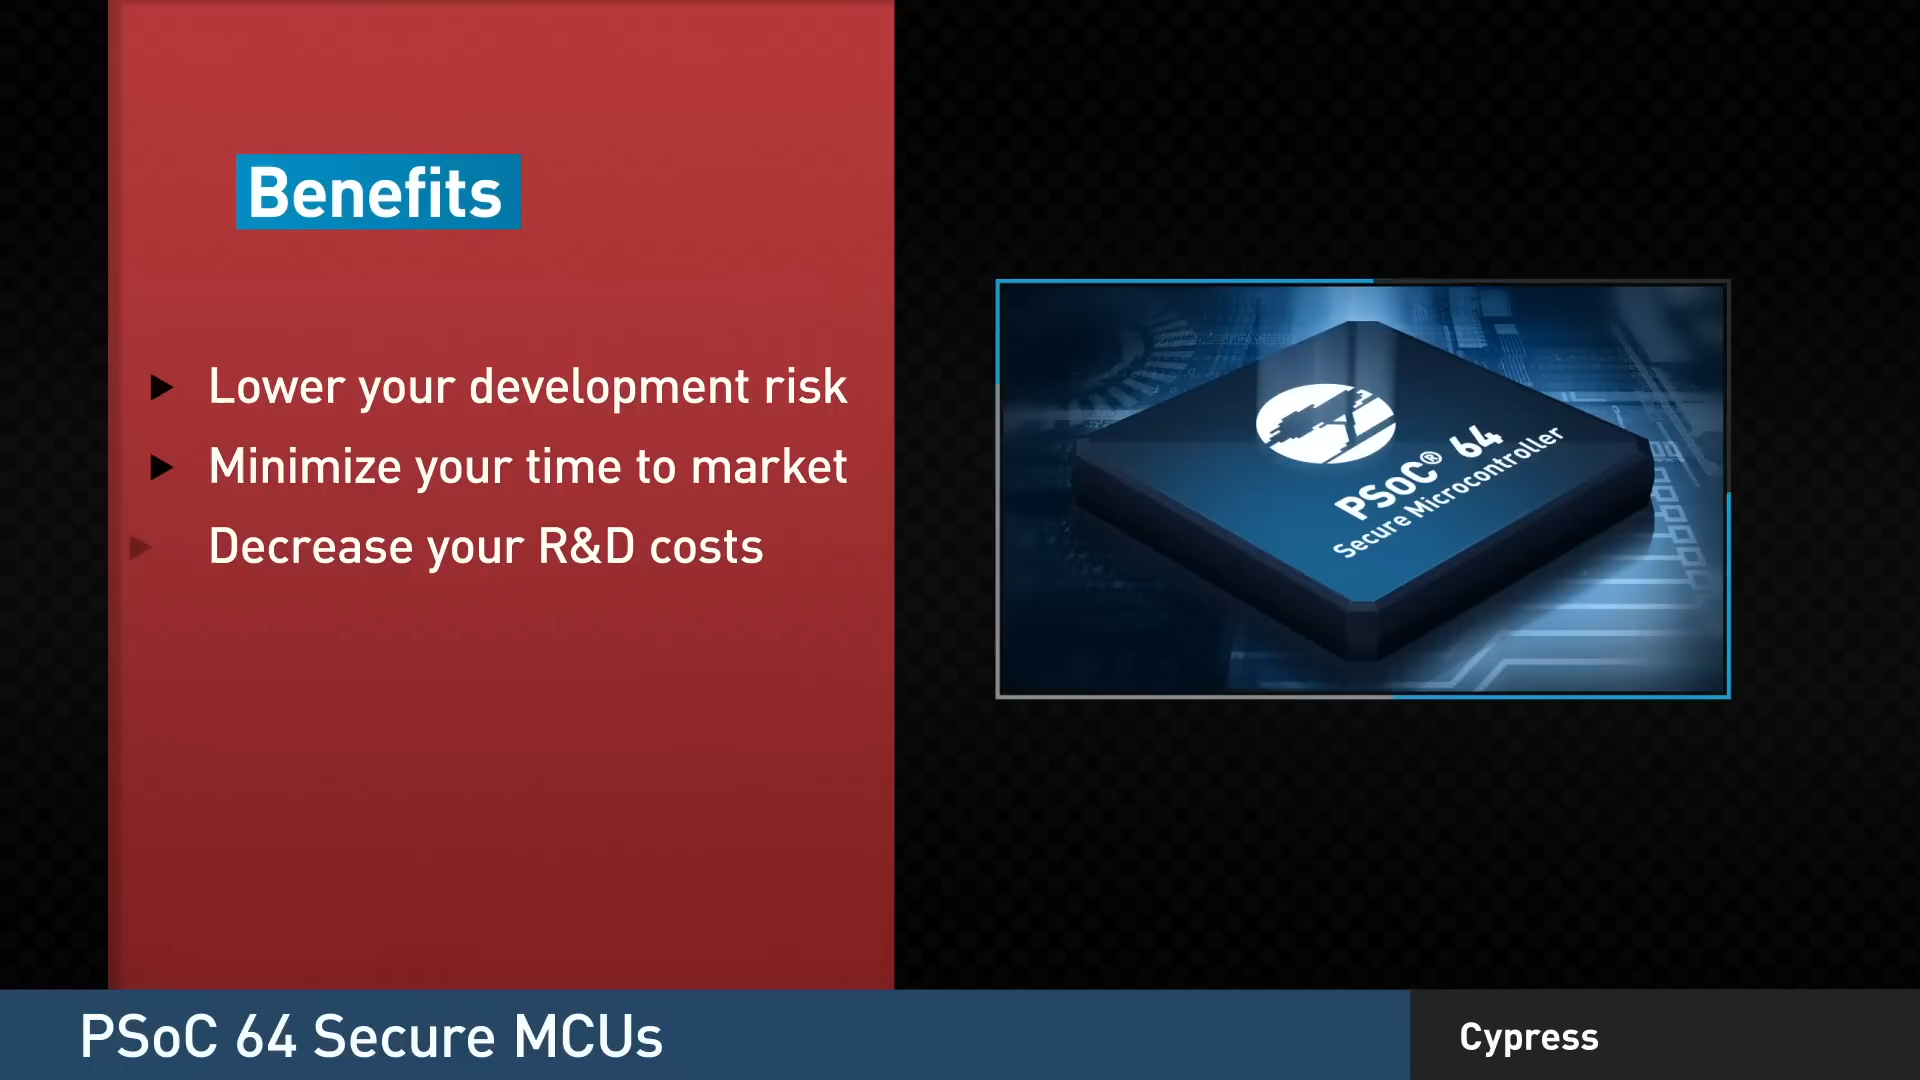 Benefits
Lower your development risk
Minimize your time to market
Decrease your R&D costs
PSoC® 64
Secure Microcontroller
PSoC 64 Secure MCUs
Cypress